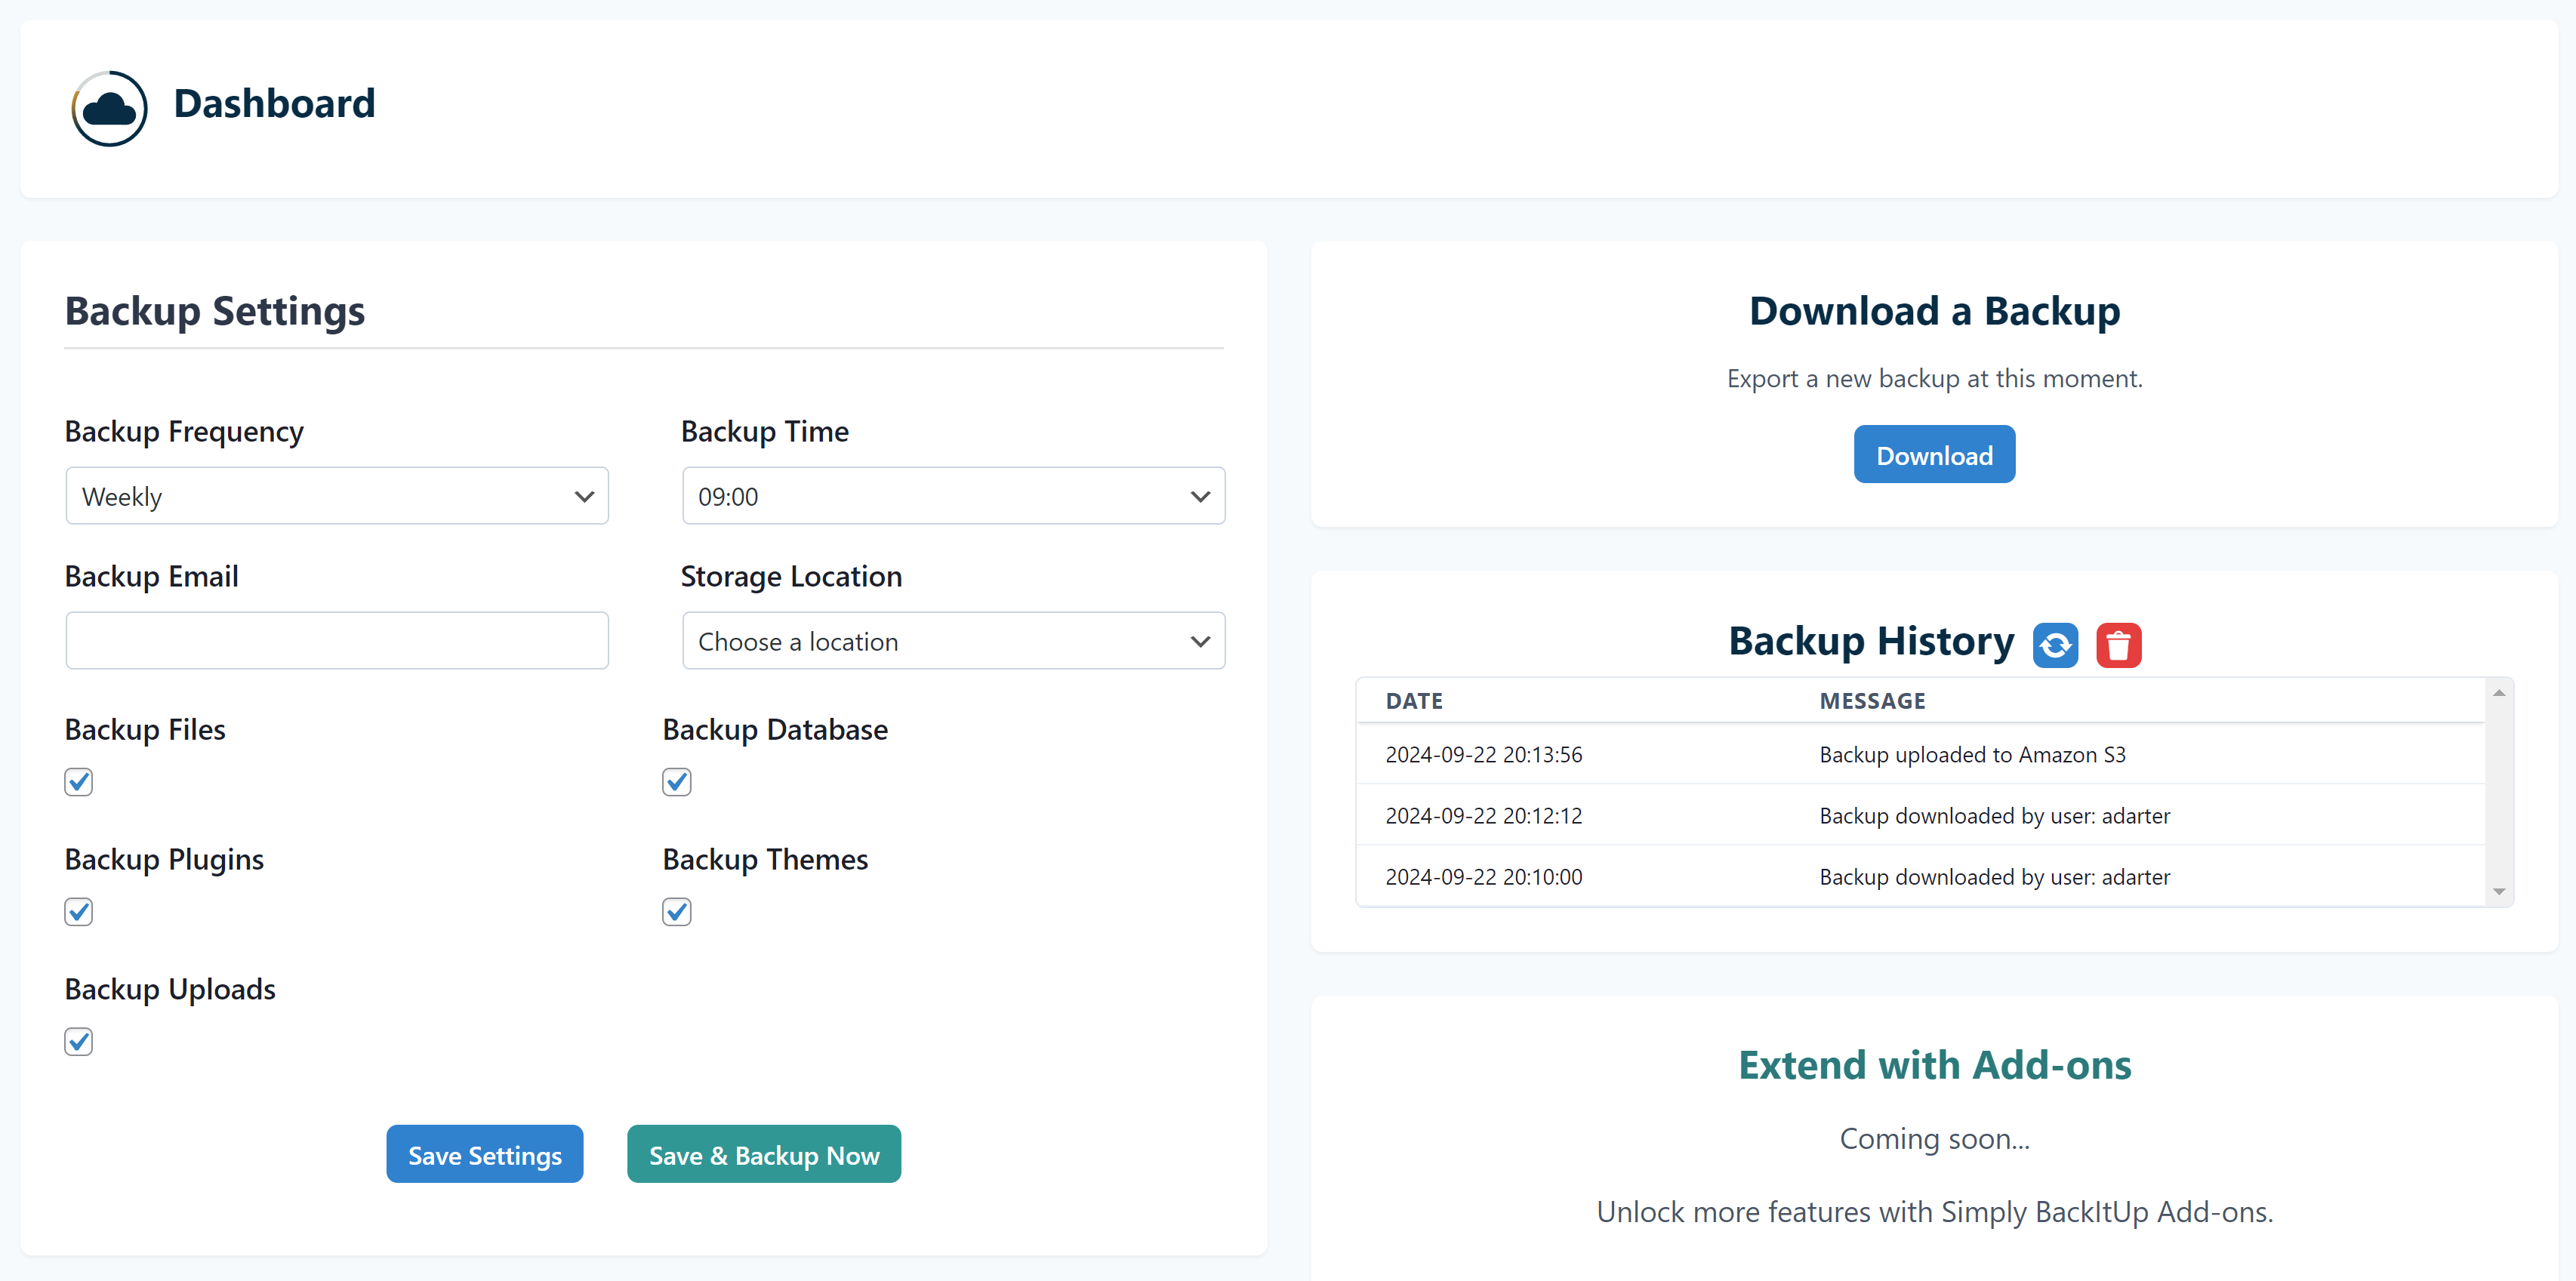 Dashboard
Backup Settings
Backup Frequency
Backup Time
Weekly
09:00
Backup Email
Storage Location
Choose a location
Backup Files
Backup Database
Backup Plugins
Backup Themes
Backup Uploads
Save Settings
Save & Backup Now
Download a Backup
Export a new backup at this moment.
Download
Backup History
DATE MESSAGE
2024-09-22 20:13:56 Backup uploaded to Amazon S3
2024-09-22 20:12:12 Backup downloaded by user: adarter
2024-09-22 20:10:00 Backup downloaded by user: adarter
Extend with Add-ons
Coming soon...
Unlock more features with Simply BackItUp Add-ons.